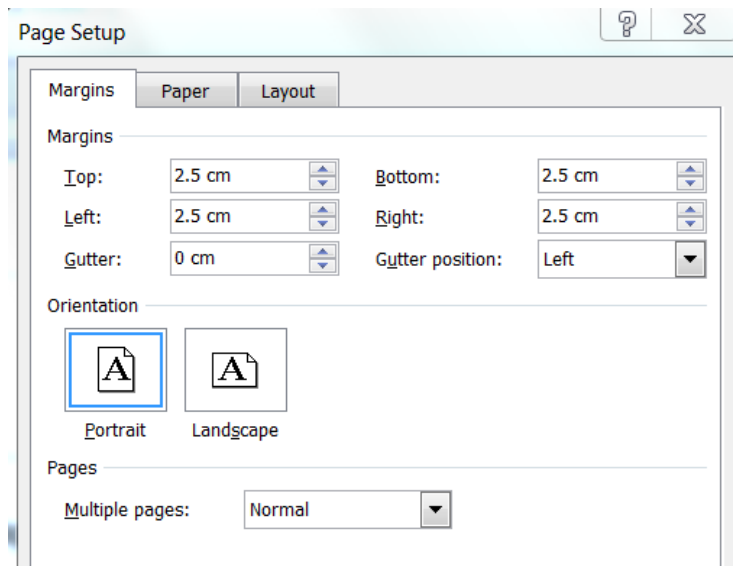 Page Setup
Margins Paper Layout
Margins
Top: 2.5 cm Bottom: 2.5 cm
Left: 2.5 cm Right: 2.5 cm
Gutter: 0 cm Gutter position: Left
Orientation
A A
Portrait Landscape
Pages
Multiple pages: Normal